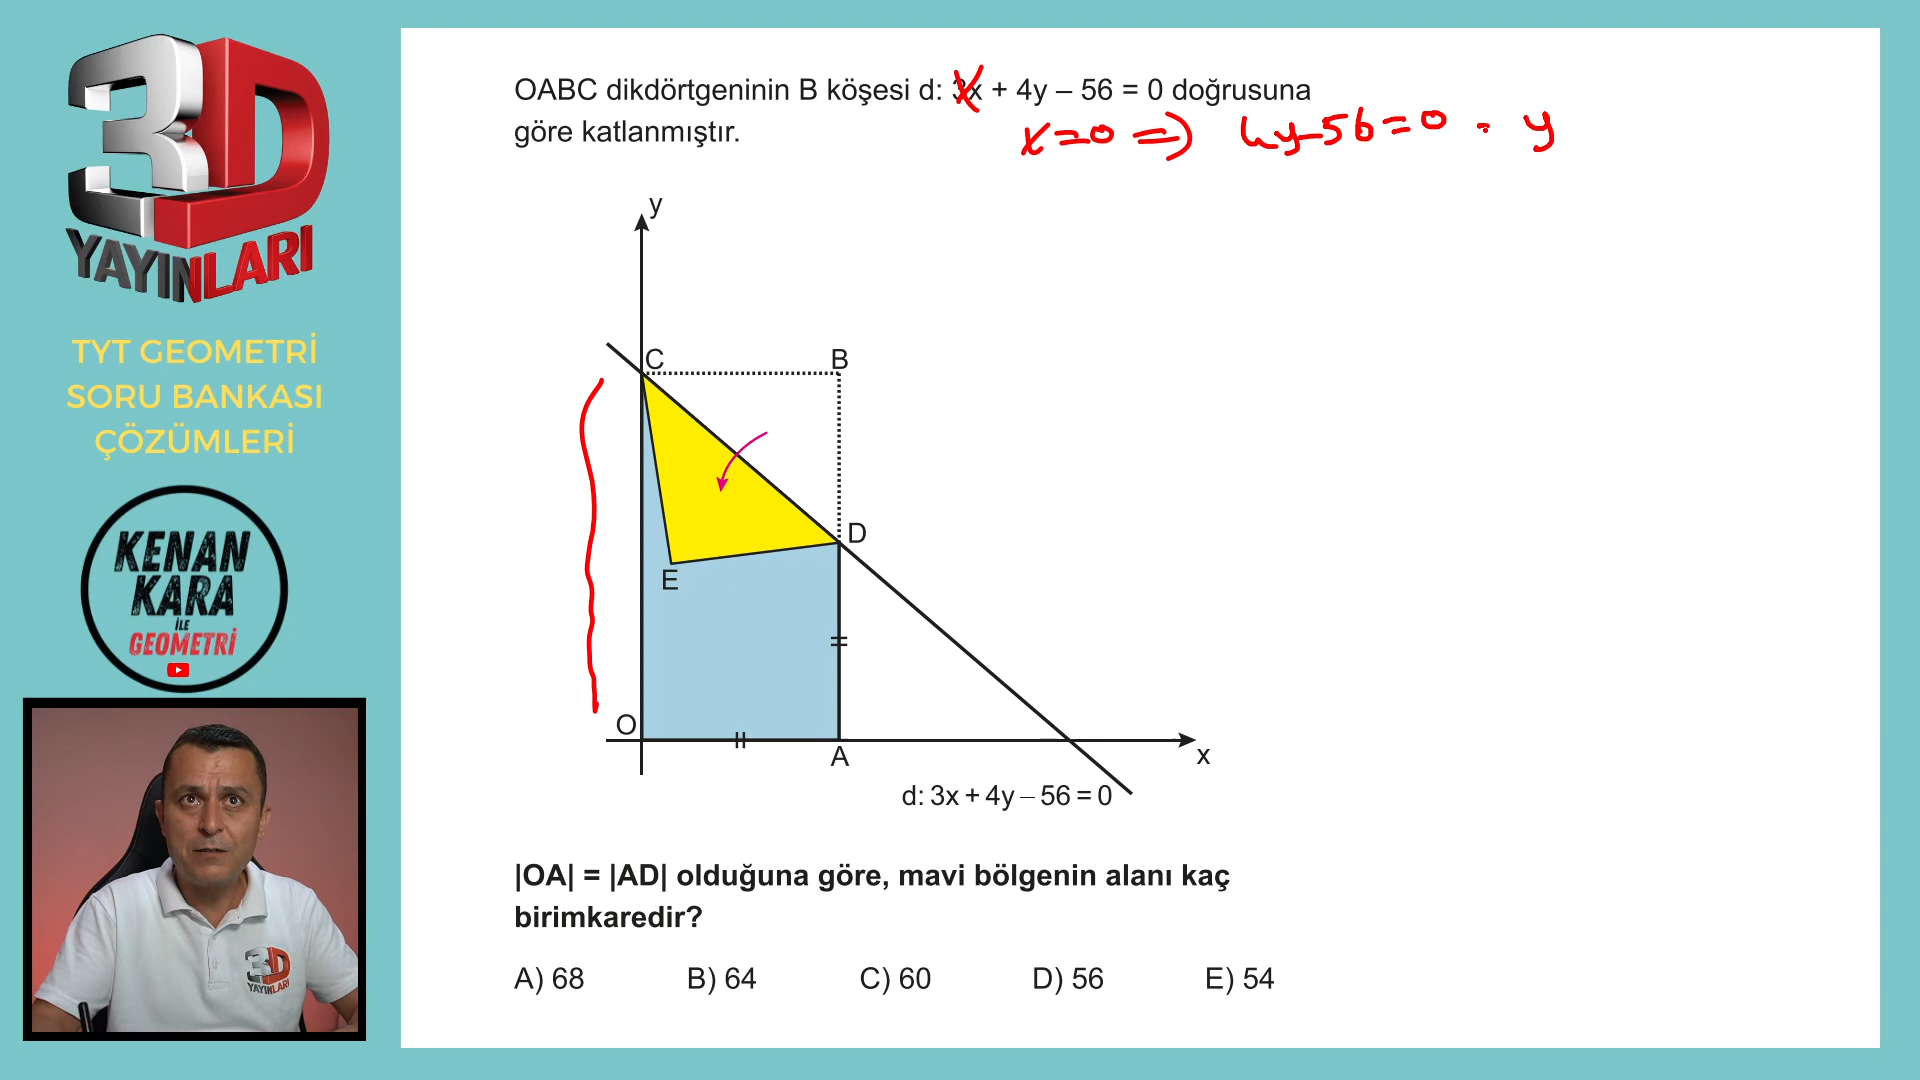 3D
YAYINLARI
TYT GEOMETRİ
SORU BANKASI
ÇÖZÜMLERİ
KENAN
KARA
İLE
GEOMETRİ
3D
YAYINLARI
OABC dikdörtgeninin B köşesi d: 3x + 4y – 56 = 0 doğrusuna
göre katlanmıştır.
x=0 => 4y-56=0 - y
y
C
B
D
E
O
A
x
d: 3x + 4y – 56 = 0
|OA| = |AD| olduğuna göre, mavi bölgenin alanı kaç
birimkaredir?
A) 68 B) 64 C) 60 D) 56 E) 54